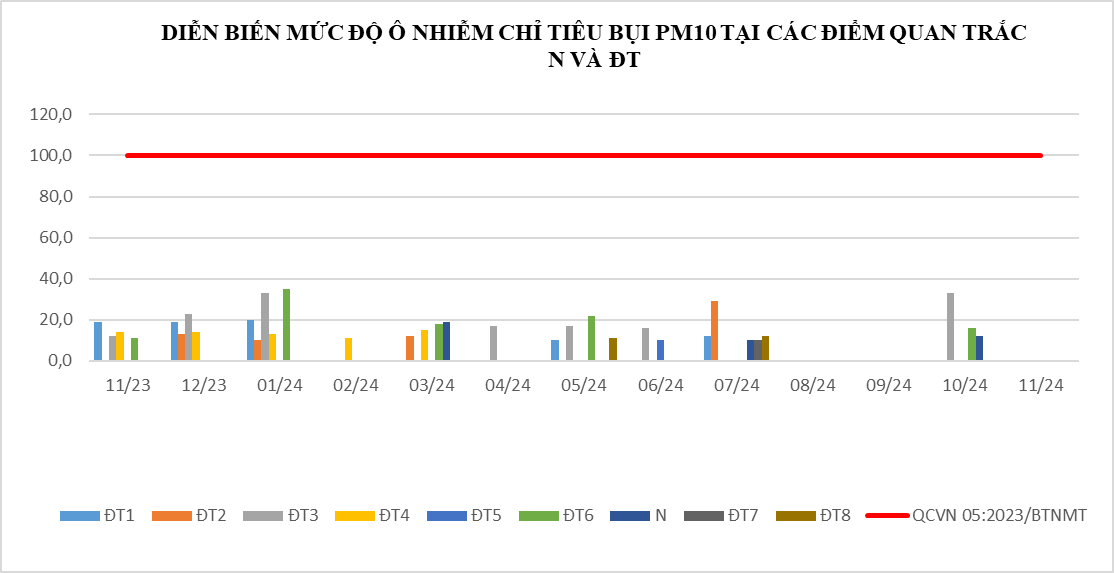 DIỄN BIẾN MỨC ĐỘ Ô NHIỄM CHỈ TIÊU BỤI PM10 TẠI CÁC ĐIỂM QUAN TRẮC
N VÀ ĐT
120,0
100,0
80,0
60,0
40,0
20,0
0,0
11/23 12/23 01/24 02/24 03/24 04/24 05/24 06/24 07/24 08/24 09/24 10/24 11/24
ĐT1 ĐT2 ĐT3 ĐT4 ĐT5 ĐT6 N ĐT7 ĐT8 QCVN 05:2023/BTNMT